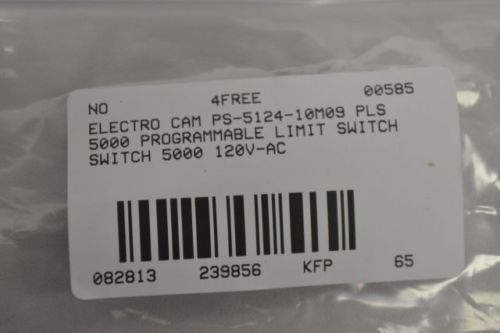 NO 4FREE 00585
ELECTRO CAM PS-5124-10M09 PLS
5000 PROGRAMMABLE LIMIT SWITCH
SWITCH 5000 120V-AC
082813 239856 KFP 65